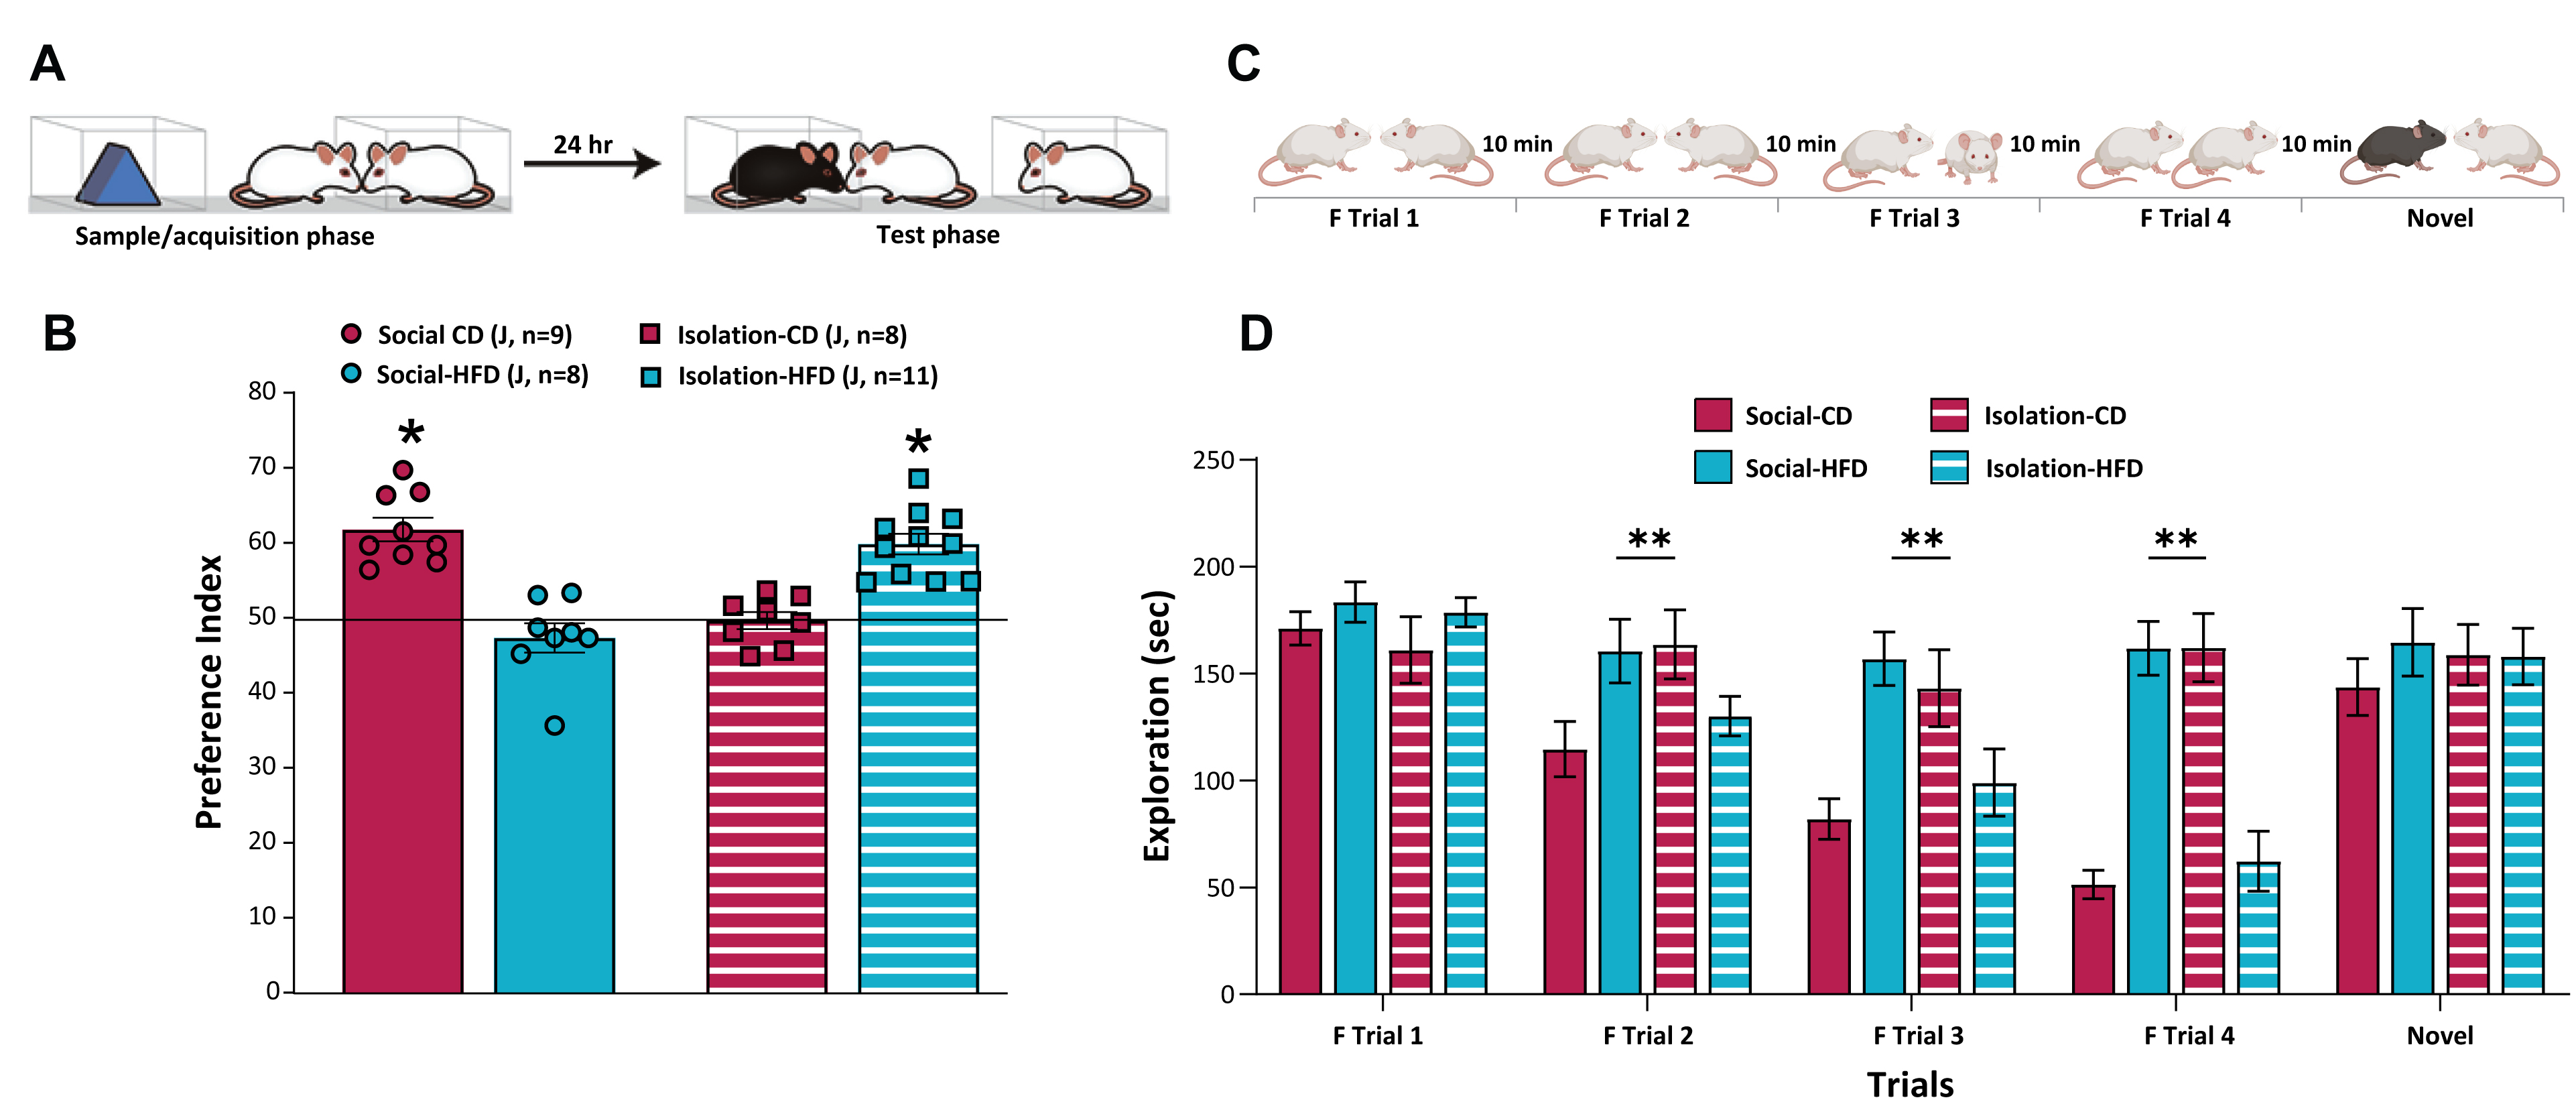 A
24 hr
Sample/acquisition phase
Test phase
C
10 min
10 min
10 min
10 min
F Trial 1
F Trial 2
F Trial 3
F Trial 4
Novel
B
Social CD (J, n=9)
Isolation-CD (J, n=8)
Social-HFD (J, n=8)
Isolation-HFD (J, n=11)
Preference Index
80
70
60
50
40
30
20
10
0
*
*
D
Social-CD
Isolation-CD
Social-HFD
Isolation-HFD
Exploration (sec)
250
200
150
100
50
0
**
**
**
F Trial 1
F Trial 2
F Trial 3
F Trial 4
Novel
Trials